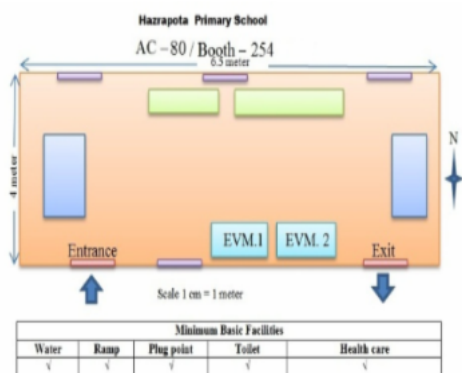 Hazrapota Primary School
AC – 80 / Booth – 254
6.3 meter
4 meter
N
EVM.1 EVM. 2
Entrance Exit
Scale 1 cm = 1 meter
Minimum Basic Facilities
Water Ramp Plug point Toilet Health care
√ √ √ √ √